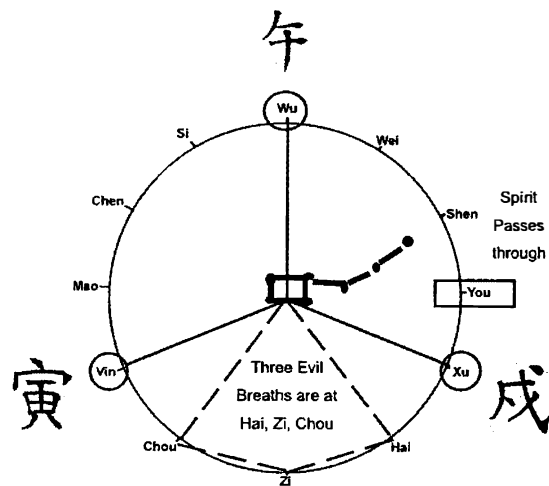 午
Wu
Si
Wei
Chen
Shen
Spirit
Passes
through
Mao
You
寅
Vin
Three Evil
Breaths are at
Hai, Zi, Chou
Xu
戌
Chou
Hai
Zi